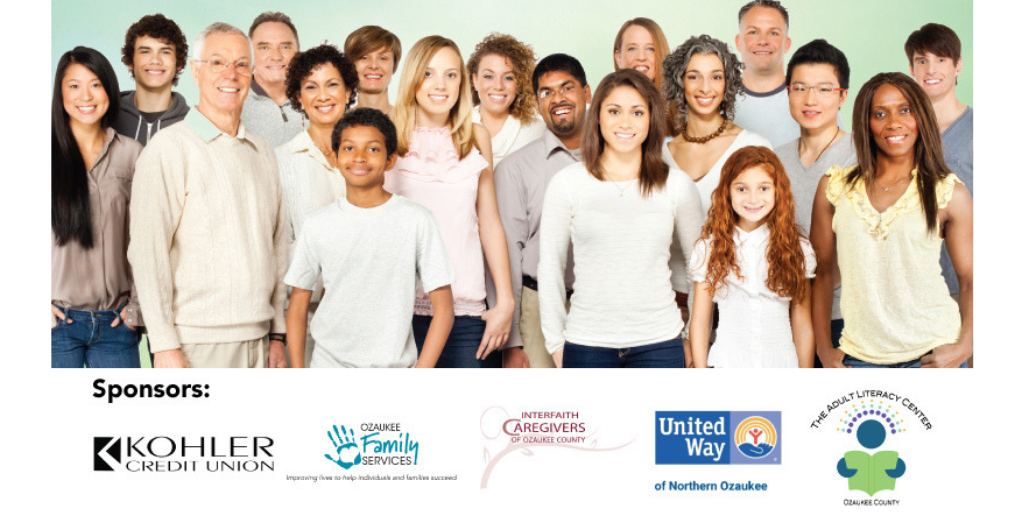 Sponsors:
KOHLER
CREDIT UNION
OZAUKEE
Family
SERVICES
Improving lives to help individuals and families succeed
INTERFAITH
CAREGIVERS
OF OZAUKEE COUNTY
United
Way
of Northern Ozaukee
THE ADULT LITERACY CENTER
OZAUKEE COUNTY